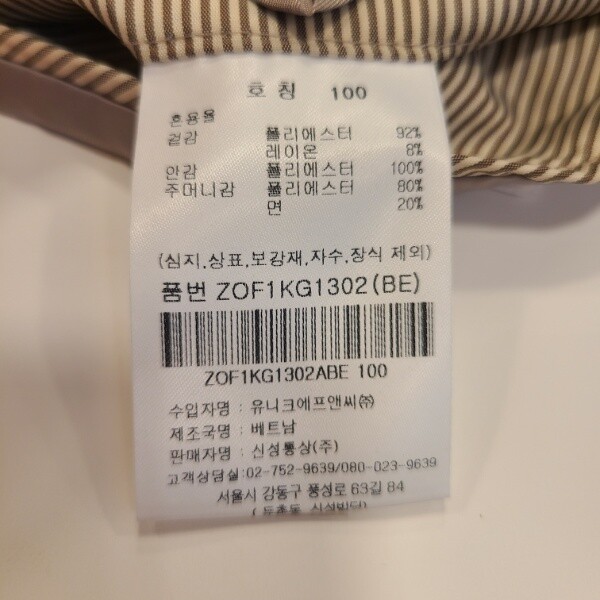 호칭 100
혼용율
겉감 폴리에스터 92%
레이온 8%
안감 폴리에스터 100%
주머니감 폴리에스터 80%
면 20%
(심지,상표,보강재,자수,장식 제외)
품번 ZOF1KG1302(BE)
ZOF1KG1302ABE 100
수입자명 : 유니크에프앤씨㈜
제조국명 : 베트남
판매자명 : 신성통상(주)
고객상담실:02-752-9639/080-023-9639
서울시 강동구 풍성로 63길 84